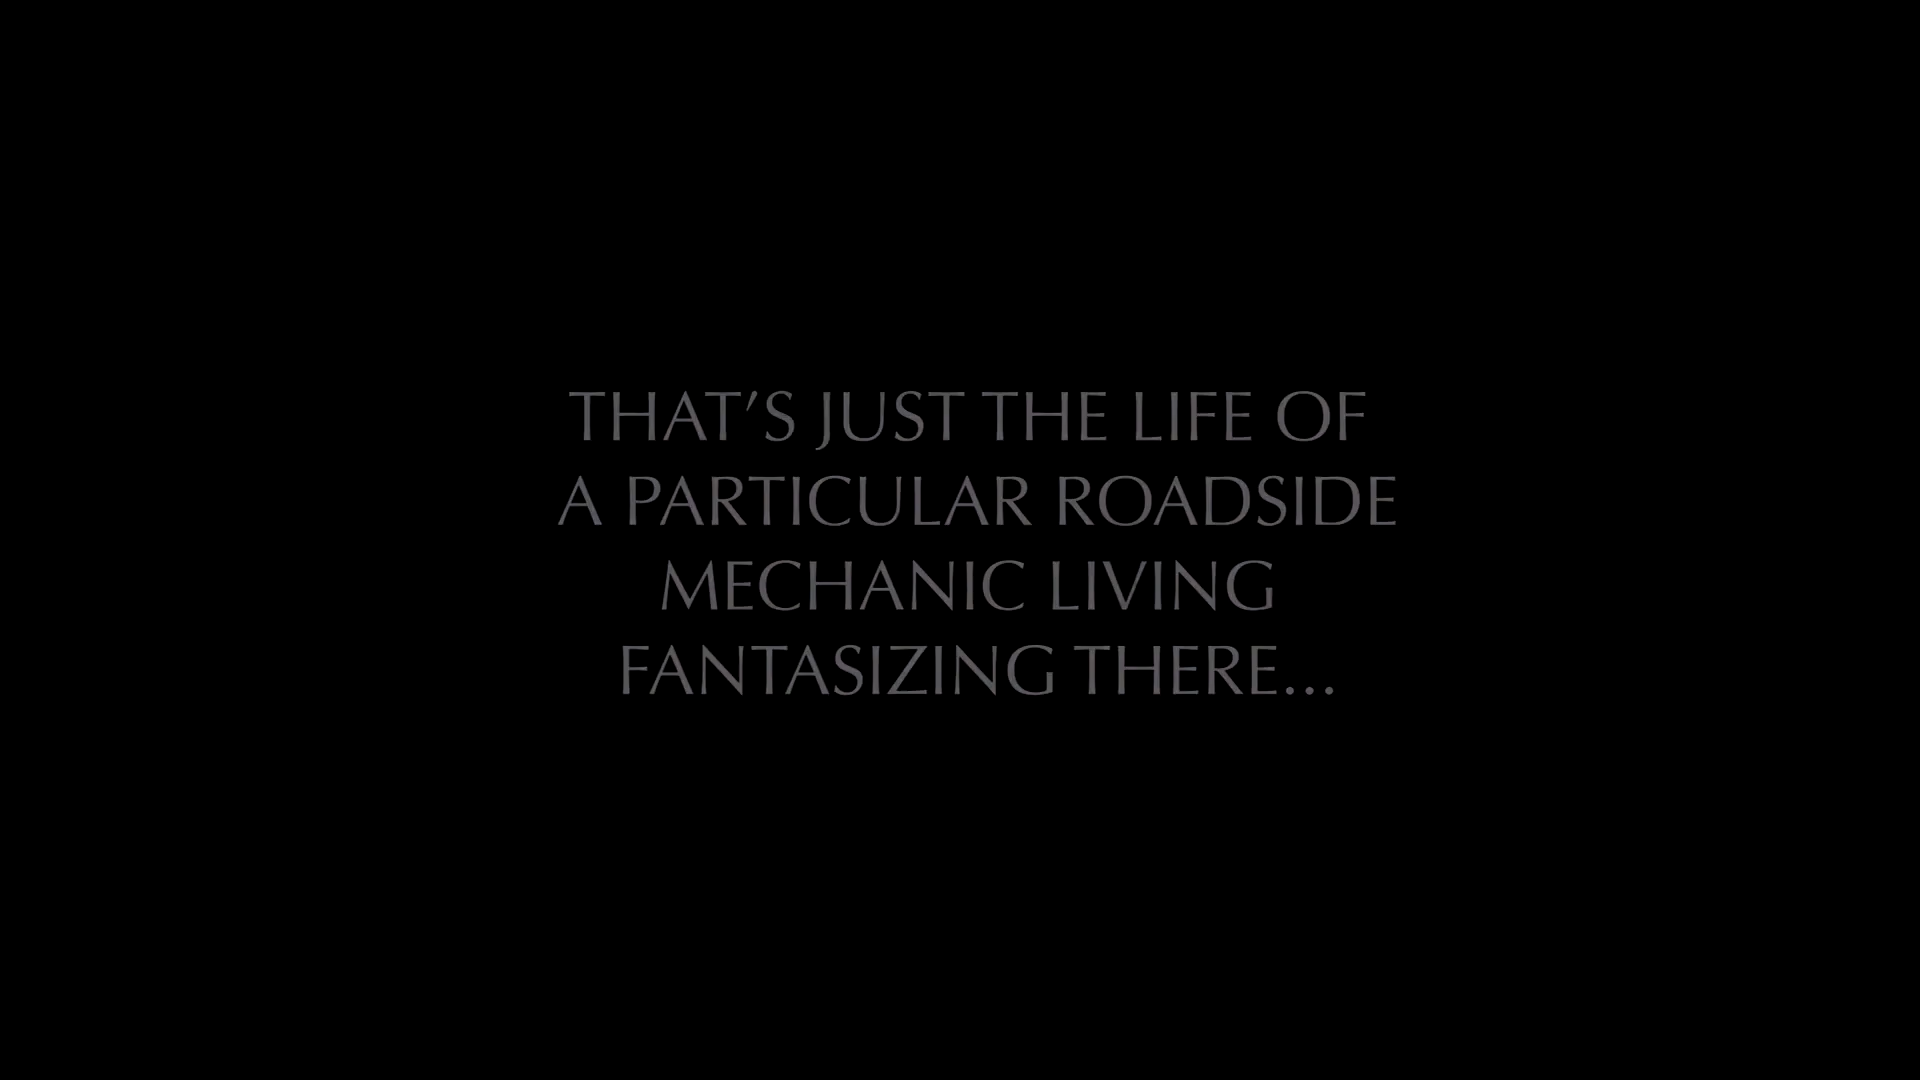 THAT'S JUST THE LIFE OF
A PARTICULAR ROADSIDE
MECHANIC LIVING
FANTASIZING THERE...